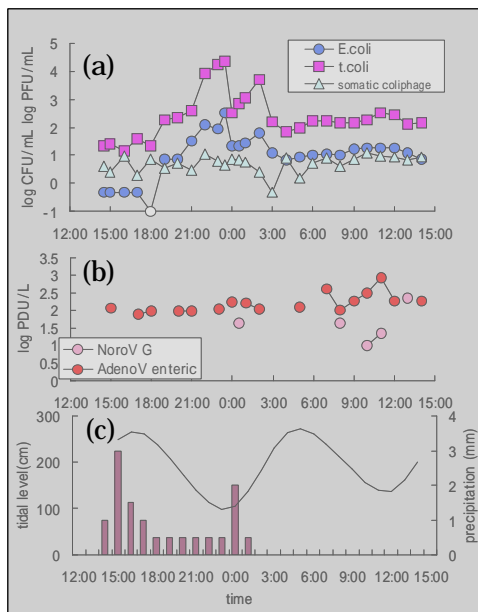 (a)
E.coli
t.coli
somatic coliphage
log CFU/mL log PFU/mL
5
4
3
2
1
0
-1
12:00 15:00 18:00 21:00 0:00 3:00 6:00 9:00 12:00 15:00
(b)
log PDU/L
3.5
3
2.5
2
1.5
1
0.5
0
NoroV G
AdenoV enteric
12:00 15:00 18:00 21:00 0:00 3:00 6:00 9:00 12:00 15:00
(c)
tidal level(cm)
300
200
100
0
precipitation (mm)
4
3
2
1
0
12:00 15:00 18:00 21:00 0:00 3:00 6:00 9:00 12:00 15:00
time